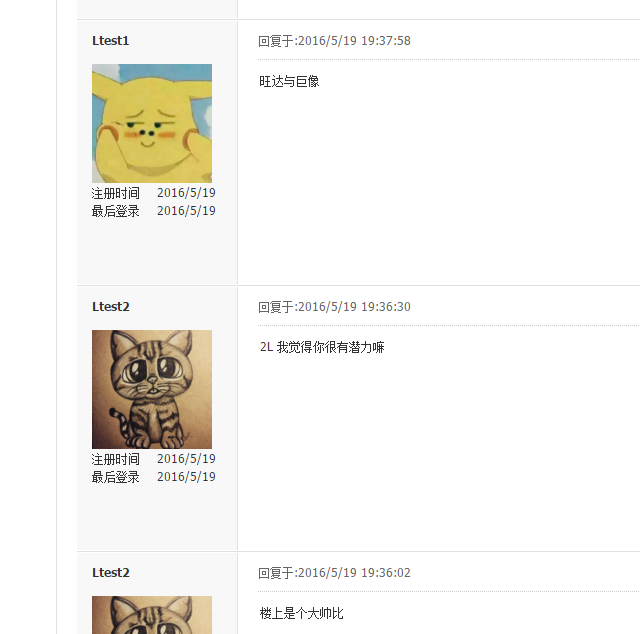 Ltest1
回复于:2016/5/19 19:37:58
旺达与巨像
注册时间 2016/5/19
最后登录 2016/5/19
Ltest2
回复于:2016/5/19 19:36:30
2L 我觉得你很有潜力嘛
注册时间 2016/5/19
最后登录 2016/5/19
Ltest2
回复于:2016/5/19 19:36:02
楼上是个大帅比